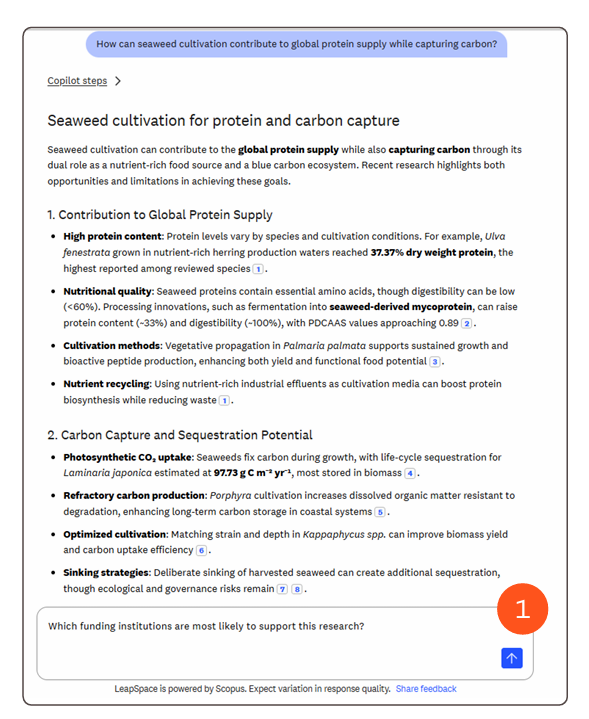 How can seaweed cultivation contribute to global protein supply while capturing carbon?
Copilot steps
Seaweed cultivation for protein and carbon capture
Seaweed cultivation can contribute to the global protein supply while also capturing carbon through its
dual role as a nutrient-rich food source and a blue carbon ecosystem. Recent research highlights both
opportunities and limitations in achieving these goals.
1. Contribution to Global Protein Supply
• High protein content: Protein levels vary by species and cultivation conditions. For example, Ulva
fenestrata grown in nutrient-rich herring production waters reached 37.37% dry weight protein, the
highest reported among reviewed species 1.
• Nutritional quality: Seaweed proteins contain essential amino acids, though digestibility can be low
(<60%). Processing innovations, such as fermentation into seaweed-derived mycoprotein, can raise
protein content (~33%) and digestibility (~100%), with PDCAAS values approaching 0.89 2.
• Cultivation methods: Vegetative propagation in Palmaria palmata supports sustained growth and
bioactive peptide production, enhancing both yield and functional food potential 3.
• Nutrient recycling: Using nutrient-rich industrial effluents as cultivation media can boost protein
biosynthesis while reducing waste 1.
2. Carbon Capture and Sequestration Potential
• Photosynthetic CO₂ uptake: Seaweeds fix carbon during growth, with life-cycle sequestration for
Laminaria japonica estimated at 97.73 g C m⁻² yr⁻¹, most stored in biomass 4.
• Refractory carbon production: Porphyra cultivation increases dissolved organic matter resistant to
degradation, enhancing long-term carbon storage in coastal systems 5.
• Optimized cultivation: Matching strain and depth in Kappaphycus spp. can improve biomass yield
and carbon uptake efficiency 6.
• Sinking strategies: Deliberate sinking of harvested seaweed can create additional sequestration,
though ecological and governance risks remain 7 8.
1
Which funding institutions are most likely to support this research?
LeapSpace is powered by Scopus. Expect variation in response quality. Share feedback